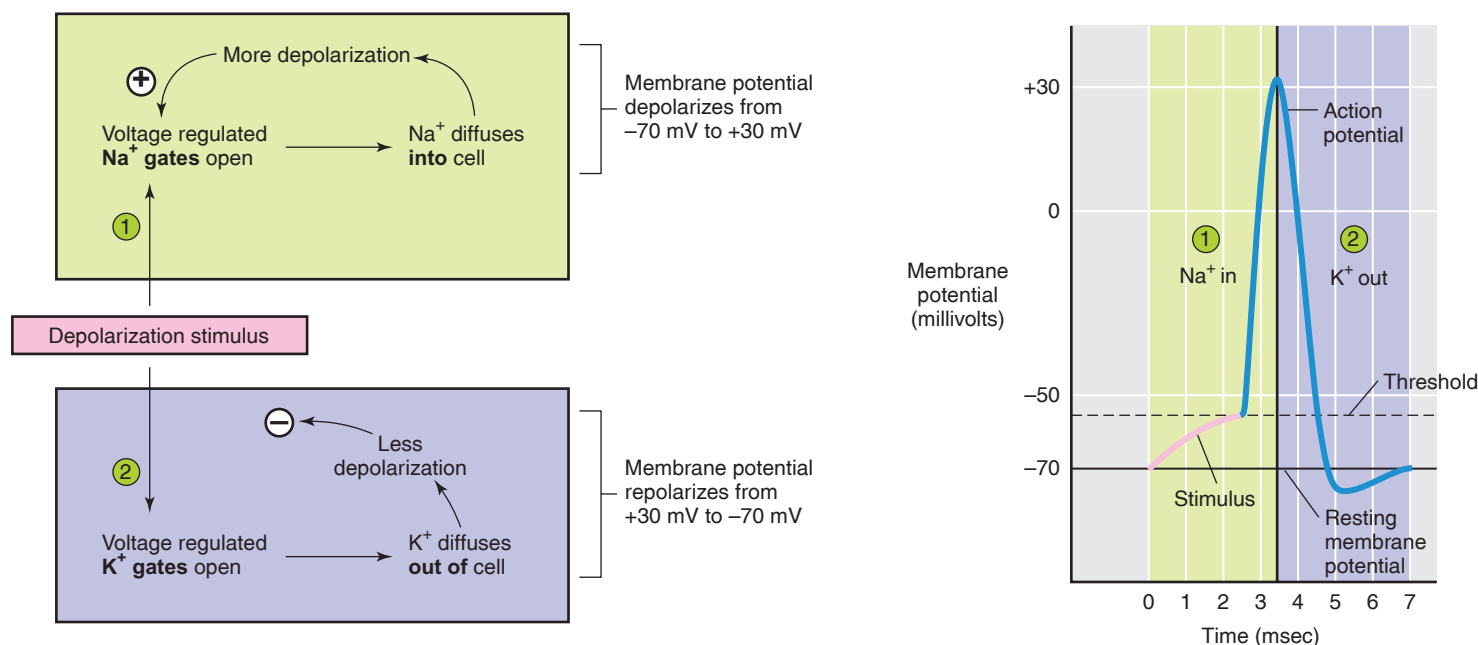 More depolarization
+
Voltage regulated
Na+ gates open
Na+ diffuses
into cell
1
Membrane potential
depolarizes from
–70 mV to +30 mV
Depolarization stimulus
2
–
Less
depolarization
Voltage regulated
K+ gates open
K+ diffuses
out of cell
Membrane potential
repolarizes from
+30 mV to –70 mV
Membrane
potential
(millivolts)
+30
0
–50
–70
Action
potential
1
Na+ in
2
K+ out
Threshold
Stimulus
Resting
membrane
potential
0 1 2 3 4 5 6 7
Time (msec)